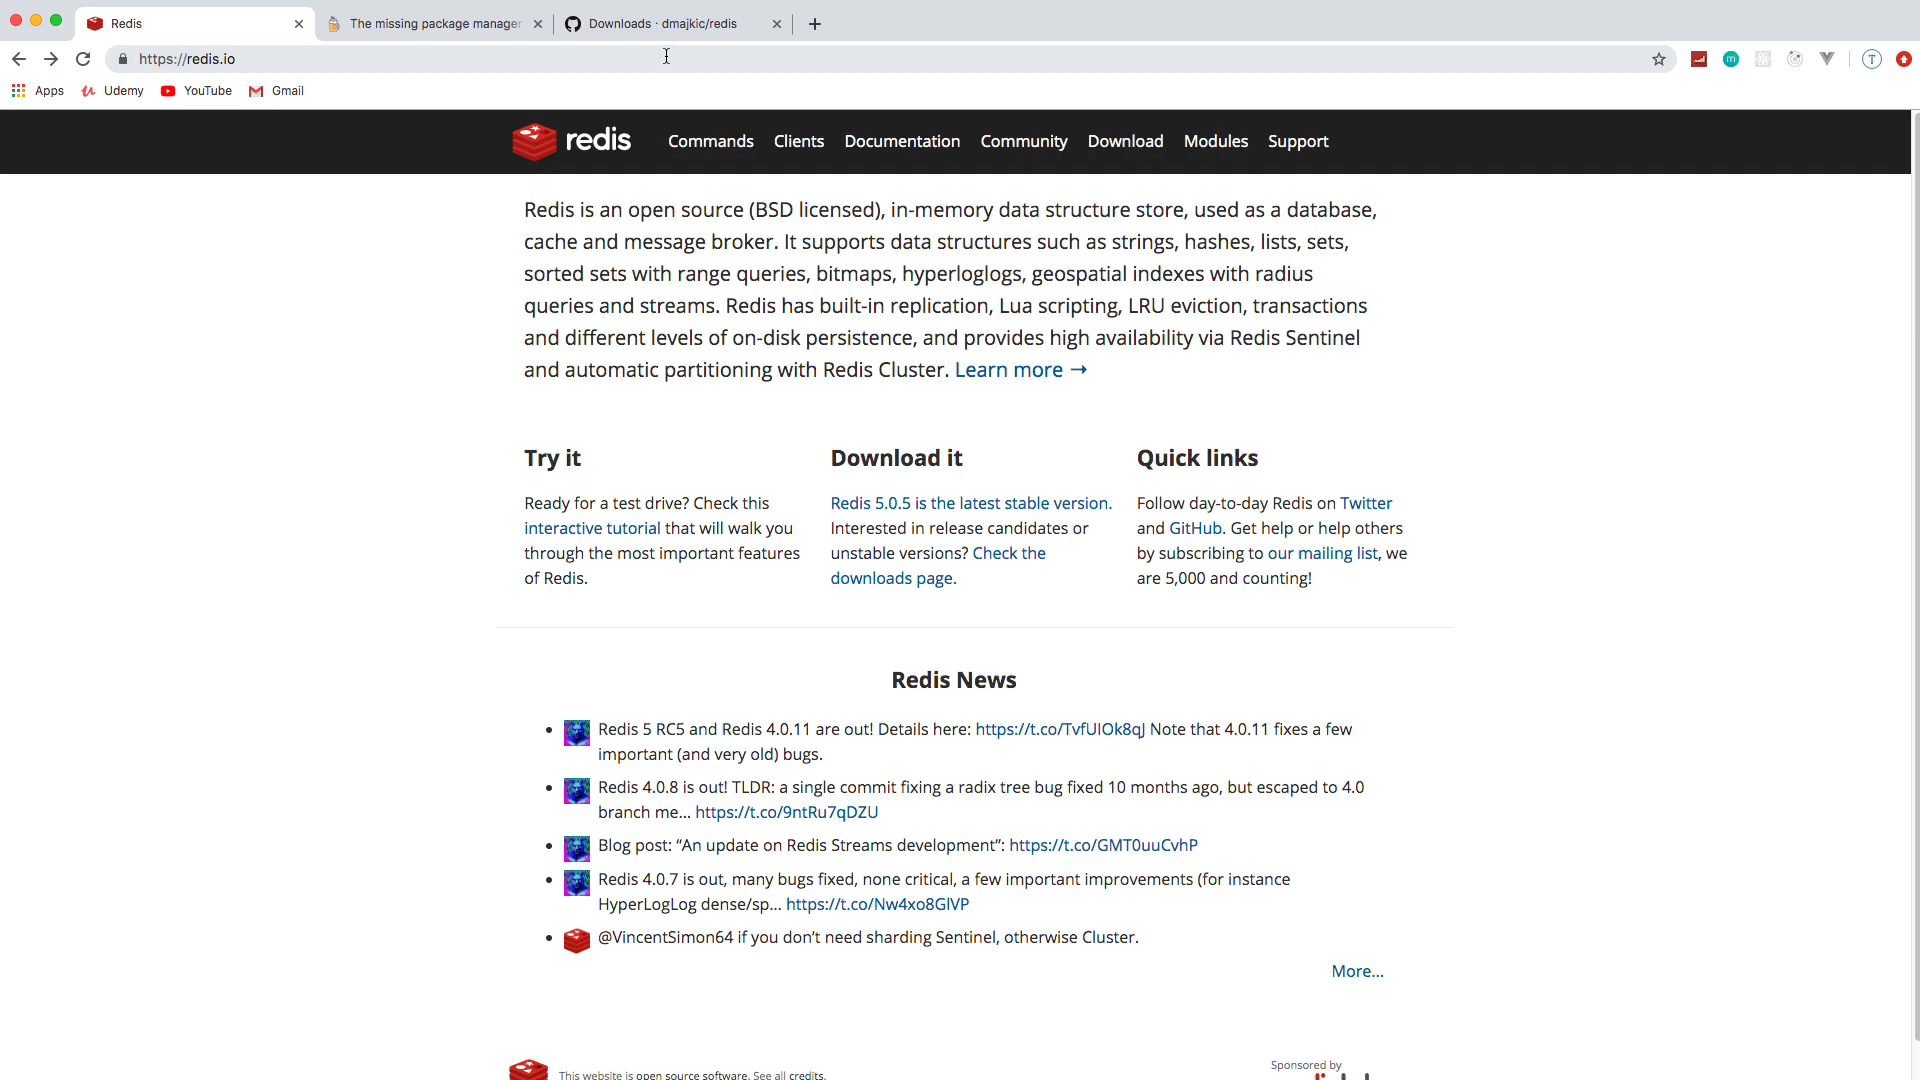 Redis
The missing package manager
Downloads · dmajkic/redis
https://redis.io
Apps
Udemy
YouTube
Gmail
redis
Commands
Clients
Documentation
Community
Download
Modules
Support
Redis is an open source (BSD licensed), in-memory data structure store, used as a database,
cache and message broker. It supports data structures such as strings, hashes, lists, sets,
sorted sets with range queries, bitmaps, hyperloglogs, geospatial indexes with radius
queries and streams. Redis has built-in replication, Lua scripting, LRU eviction, transactions
and different levels of on-disk persistence, and provides high availability via Redis Sentinel
and automatic partitioning with Redis Cluster. Learn more →
Try it
Ready for a test drive? Check this
interactive tutorial that will walk you
through the most important features
of Redis.
Download it
Redis 5.0.5 is the latest stable version.
Interested in release candidates or
unstable versions? Check the
downloads page.
Quick links
Follow day-to-day Redis on Twitter
and GitHub. Get help or help others
by subscribing to our mailing list, we
are 5,000 and counting!
Redis News
Redis 5 RC5 and Redis 4.0.11 are out! Details here: https://t.co/TvfUlOk8qJ Note that 4.0.11 fixes a few
important (and very old) bugs.
Redis 4.0.8 is out! TLDR: a single commit fixing a radix tree bug fixed 10 months ago, but escaped to 4.0
branch me... https://t.co/9ntRu7qDZU
Blog post: “An update on Redis Streams development”: https://t.co/GMT0uuCvhP
Redis 4.0.7 is out, many bugs fixed, none critical, a few important improvements (for instance
HyperLogLog dense/sp... https://t.co/Nw4xo8GlVP
@VincentSimon64 if you don’t need sharding Sentinel, otherwise Cluster.
More...
This website is open source software. See all credits.
Sponsored by